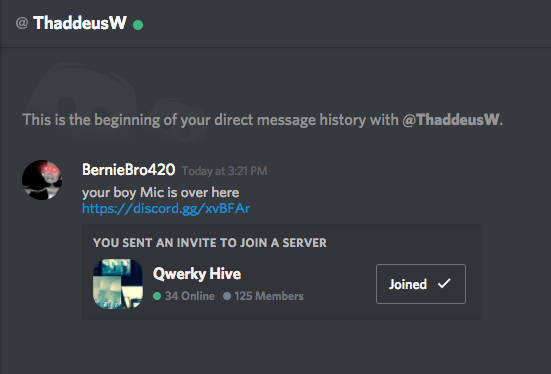 @ ThaddeusW
This is the beginning of your direct message history with @ThaddeusW.
BernieBro420 Today at 3:21 PM
your boy Mic is over here
https://discord.gg/xvBFAr
YOU SENT AN INVITE TO JOIN A SERVER
Qwerky Hive
34 Online 125 Members
Joined